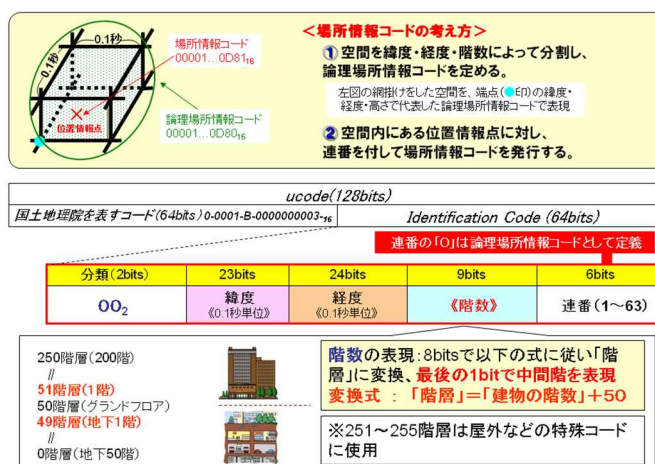 ＜場所情報コードの考え方＞
0.1秒
0.1秒
場所情報コード
00001...0D81₁₆
位置情報点
論理場所情報コード
00001...0D80₁₆
① 空間を緯度・経度・階数によって分割し、
論理場所情報コードを定める。
左図の網掛けをした空間を、端点(●印)の緯度・
経度・高さで代表した論理場所情報コードで表現
② 空間内にある位置情報点に対し、
連番を付して場所情報コードを発行する。
ucode(128bits)
国土地理院を表すコード(64bits) 0-0001-B-0000000003-₁₆
Identification Code (64bits)
連番の「0」は論理場所情報コードとして定義
分類(2bits) 23bits 24bits 9bits 6bits
00₂ 緯度 経度 《階数》 連番(1～63)
《0.1秒単位》 《0.1秒単位》
250階層(200階)
〃
51階層(1階)
50階層(グランドフロア)
49階層(地下1階)
〃
0階層(地下50階)
階数の表現：8bitsで以下の式に従い「階
層」に変換、最後の1bitで中間階を表現
変換式 ： 「階層」＝「建物の階数」＋50
※251～255階層は屋外などの特殊コード
に使用